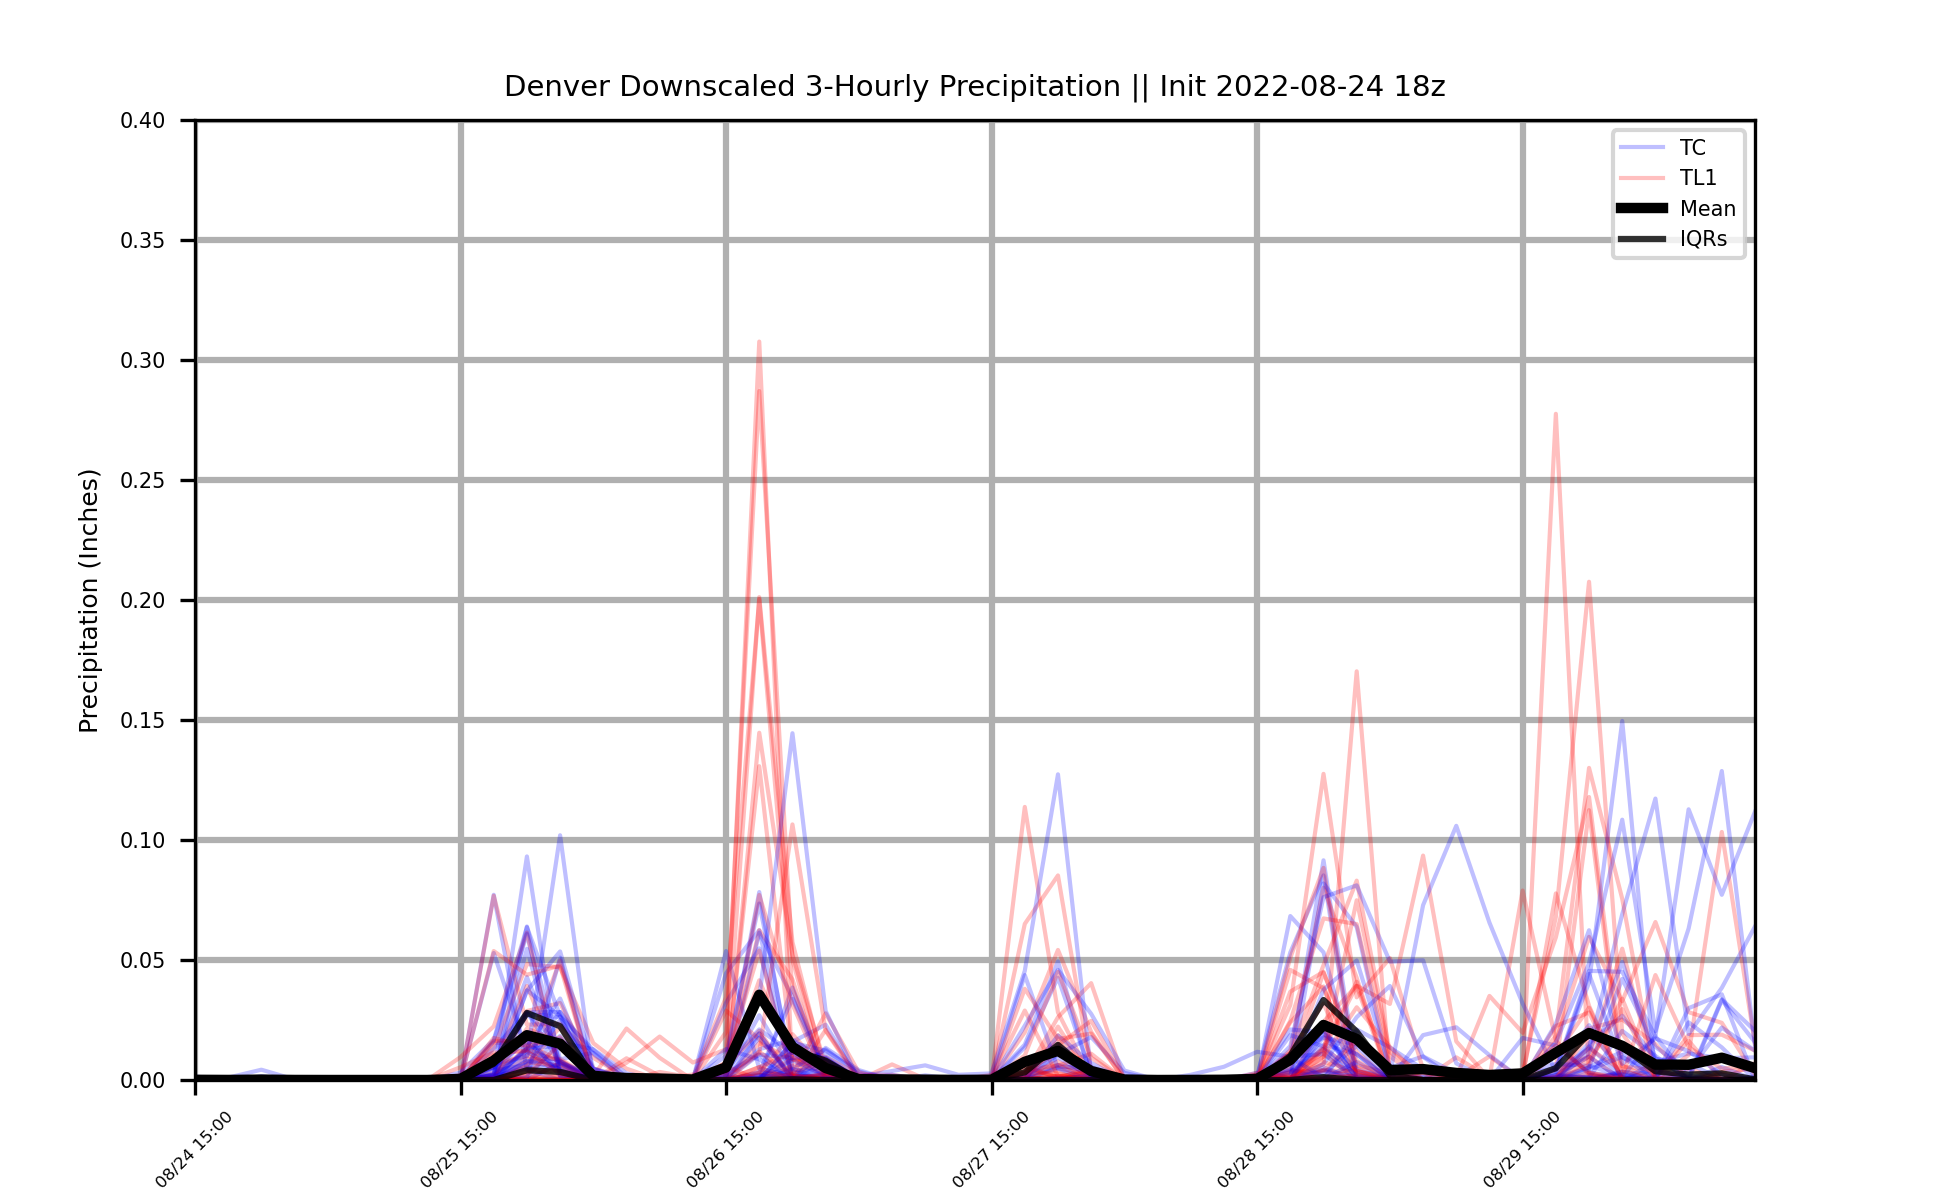 Denver Downscaled 3-Hourly Precipitation || Init 2022-08-24 18z
Precipitation (Inches)
0.40
0.35
0.30
0.25
0.20
0.15
0.10
0.05
0.00
TC
TL1
Mean
IQRs
08/24 15:00
08/25 15:00
08/26 15:00
08/27 15:00
08/28 15:00
08/29 15:00